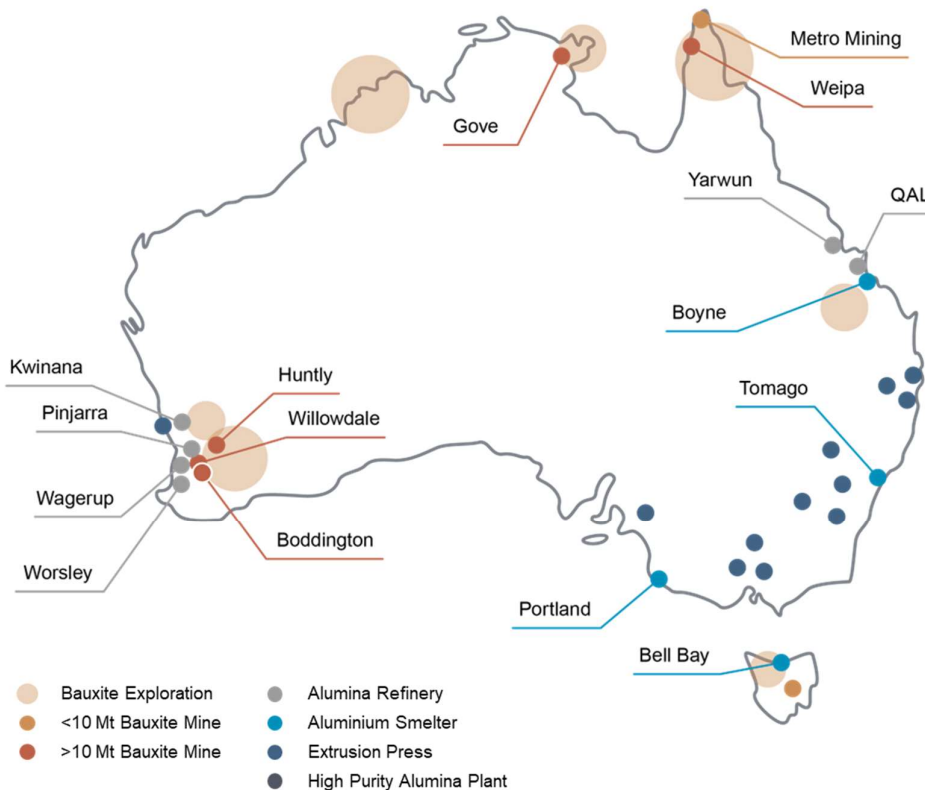 Metro Mining
Weipa
Gove
Yarwun
QAL
Boyne
Kwinana
Huntly
Tomago
Pinjarra
Willowdale
Wagerup
Boddington
Worsley
Portland
Bell Bay
Bauxite Exploration
<10 Mt Bauxite Mine
>10 Mt Bauxite Mine
Alumina Refinery
Aluminium Smelter
Extrusion Press
High Purity Alumina Plant